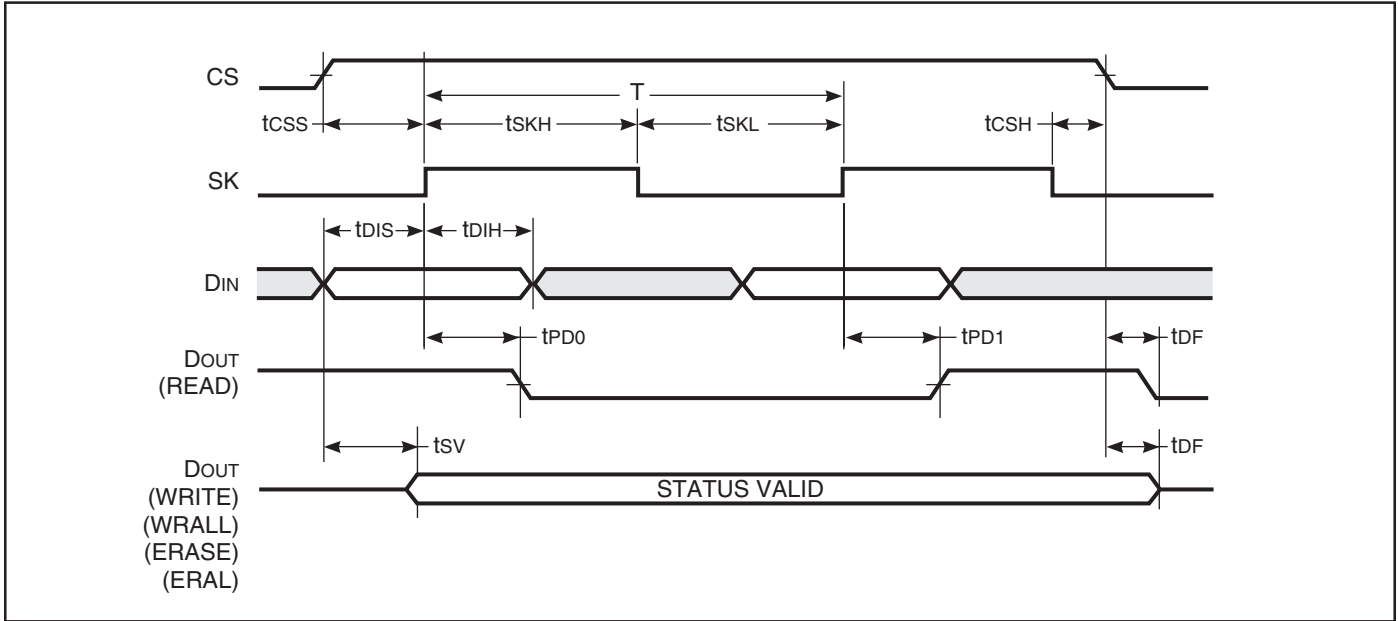 CS
T
tCSS
tSKH
tSKL
tCSH
SK
tDIS
tDIH
DIN
tPD0
tPD1
tDF
DOUT
(READ)
tSV
tDF
DOUT
(WRITE)
(WRALL)
(ERASE)
(ERAL)
STATUS VALID